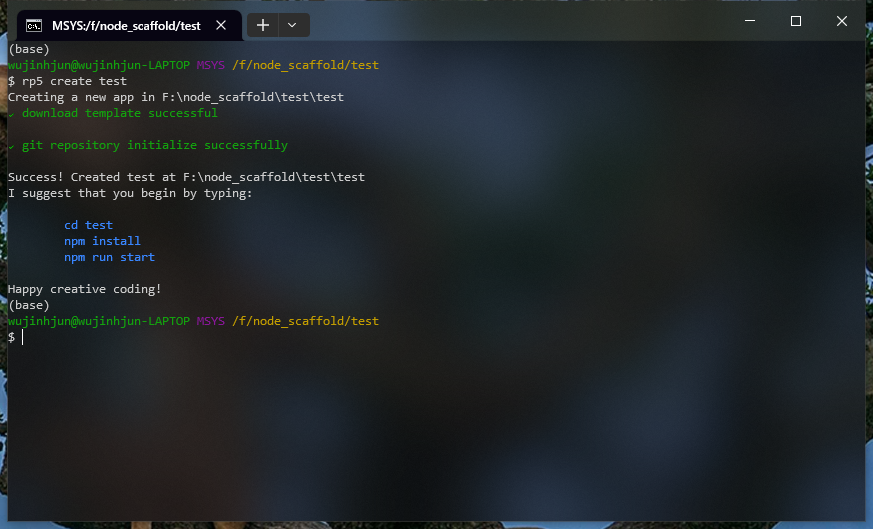 MSYS:/f/node_scaffold/test
(base)
wujinhjun@wujinhjun-LAPTOP MSYS /f/node_scaffold/test
$ rp5 create test
Creating a new app in F:\node_scaffold\test\test
✓ download template successful
✓ git repository initialize successfully
Success! Created test at F:\node_scaffold\test\test
I suggest that you begin by typing:
cd test
npm install
npm run start
Happy creative coding!
(base)
wujinhjun@wujinhjun-LAPTOP MSYS /f/node_scaffold/test
$